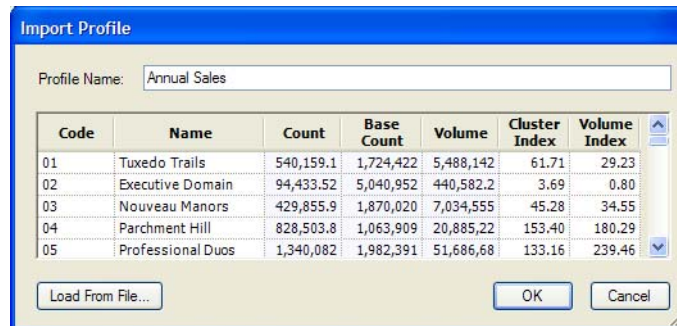 Import Profile
Profile Name: Annual Sales
Code Name Count Base Count Volume Cluster Index Volume Index
01 Tuxedo Trails 540,159.1 1,724,422 5,488,142 61.71 29.23
02 Executive Domain 94,433.52 5,040,952 440,582.2 3.69 0.80
03 Nouveau Manors 429,855.9 1,870,020 7,034,555 45.28 34.55
04 Parchment Hill 828,503.8 1,063,909 20,885,22 153.40 180.29
05 Professional Duos 1,340,082 1,982,391 51,686,68 133.16 239.46
Load From File... OK Cancel